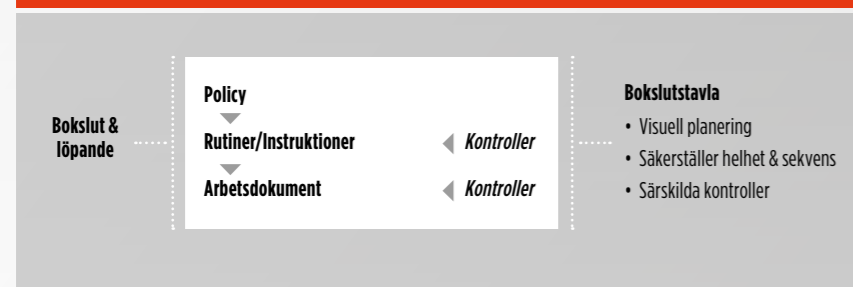 Bokslut &
löpande
Policy
Rutiner/Instruktioner
Kontroller
Arbetsdokument
Kontroller
Bokslutstavla
• Visuell planering
• Säkerställer helhet & sekvens
• Särskilda kontroller